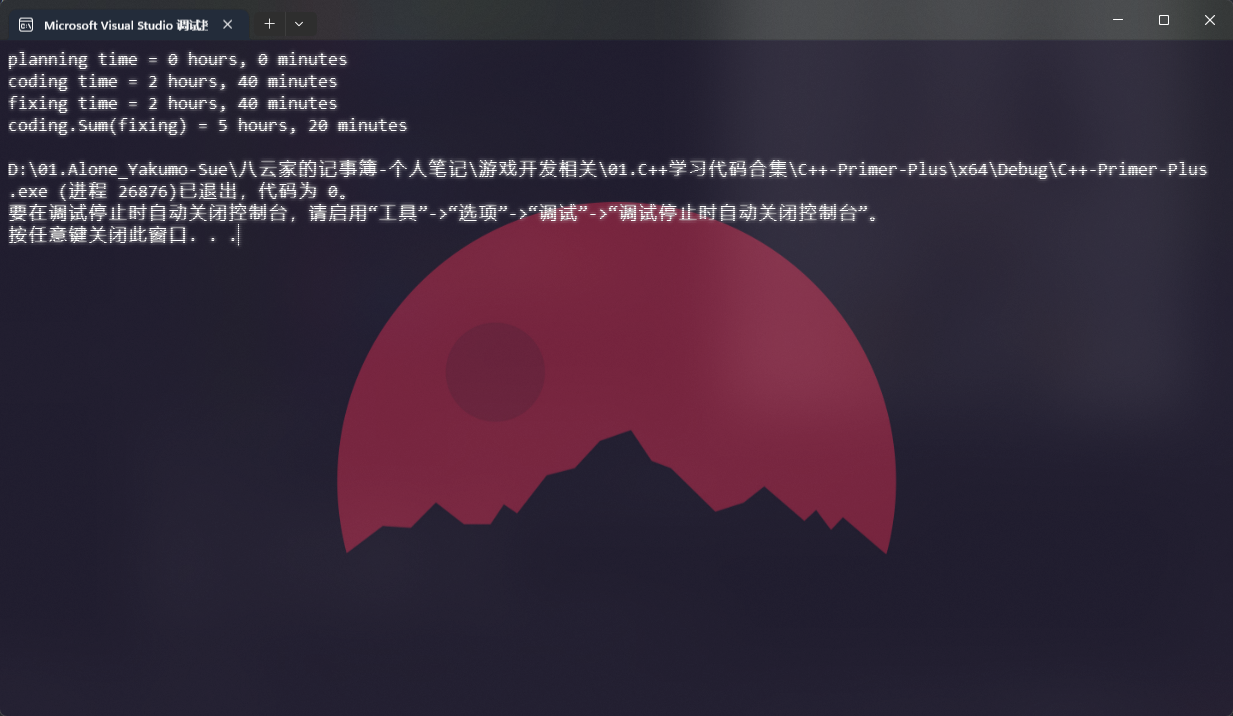 Microsoft Visual Studio 调试
planning time = 0 hours, 0 minutes
coding time = 2 hours, 40 minutes
fixing time = 2 hours, 40 minutes
coding.Sum(fixing) = 5 hours, 20 minutes
D:\01.Alone_Yakumo-Sue\八云家的记事簿-个人笔记\游戏开发相关\01.C++学习代码合集\C++-Primer-Plus\x64\Debug\C++-Primer-Plus
.exe (进程 26876)已退出，代码为 0。
要在调试停止时自动关闭控制台，请启用“工具”->“选项”->“调试”->“调试停止时自动关闭控制台”。
按任意键关闭此窗口. . .